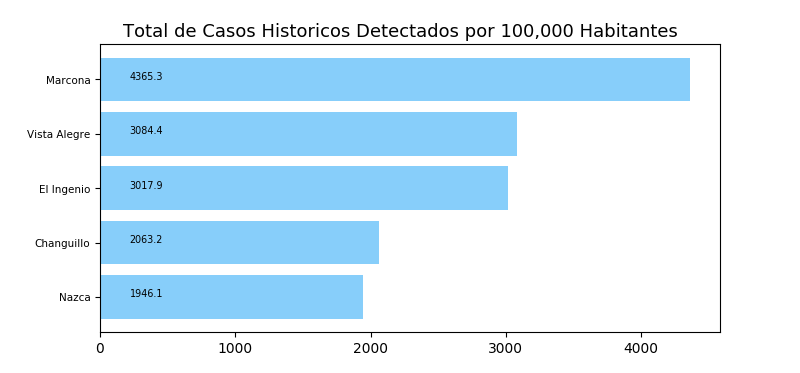 Total de Casos Historicos Detectados por 100,000 Habitantes
Marcona 4365.3
Vista Alegre 3084.4
El Ingenio 3017.9
Changuillo 2063.2
Nazca 1946.1
0 1000 2000 3000 4000